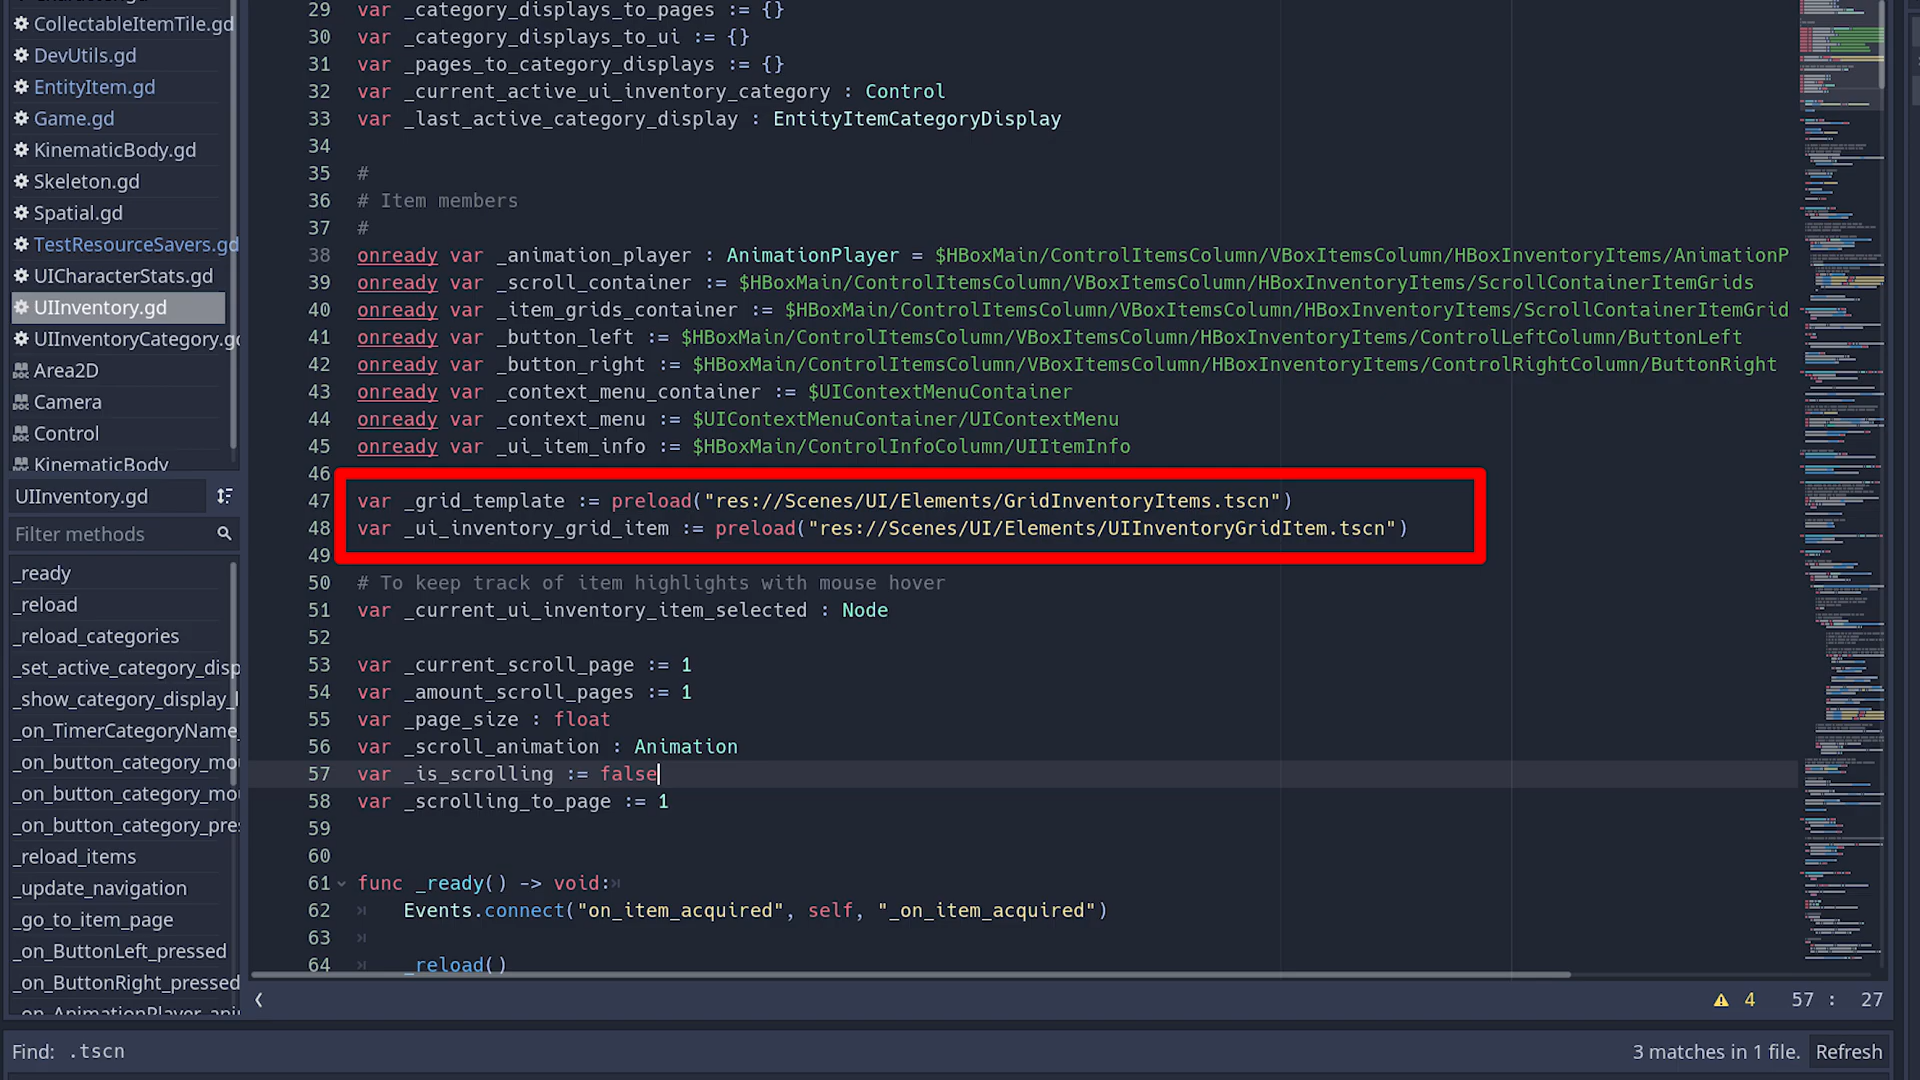 CollectableItemTile.gd
DevUtils.gd
EntityItem.gd
Game.gd
KinematicBody.gd
Skeleton.gd
Spatial.gd
TestResourceSavers.gd
UICharacterStats.gd
UIInventory.gd
UIInventoryCategory.gd
Area2D
Camera
Control
KinematicBody
UIInventory.gd
Filter methods
_ready
_reload
_reload_categories
_set_active_category_disp
_show_category_display_
_on_TimerCategoryName
_on_button_category_mo
_on_button_category_mo
_on_button_category_pre
_reload_items
_update_navigation
_go_to_item_page
_on_ButtonLeft_pressed
_on_ButtonRight_pressed
_on_AnimationPlayer_ani
29 var _category_displays_to_pages := {}
30 var _category_displays_to_ui := {}
31 var _pages_to_category_displays := {}
32 var _current_active_ui_inventory_category : Control
33 var _last_active_category_display : EntityItemCategoryDisplay
34
35 #
36 # Item members
37 #
38 onready var _animation_player : AnimationPlayer = $HBoxMain/ControlItemsColumn/VBoxItemsColumn/HBoxInventoryItems/AnimationP
39 onready var _scroll_container := $HBoxMain/ControlItemsColumn/VBoxItemsColumn/HBoxInventoryItems/ScrollContainerItemGrids
40 onready var _item_grids_container := $HBoxMain/ControlItemsColumn/VBoxItemsColumn/HBoxInventoryItems/ScrollContainerItemGrid
41 onready var _button_left := $HBoxMain/ControlItemsColumn/VBoxItemsColumn/HBoxInventoryItems/ControlLeftColumn/ButtonLeft
42 onready var _button_right := $HBoxMain/ControlItemsColumn/VBoxItemsColumn/HBoxInventoryItems/ControlRightColumn/ButtonRight
43 onready var _context_menu_container := $UIContextMenuContainer
44 onready var _context_menu := $UIContextMenuContainer/UIContextMenu
45 onready var _ui_item_info := $HBoxMain/ControlInfoColumn/UIItemInfo
46
47 var _grid_template := preload("res://Scenes/UI/Elements/GridInventoryItems.tscn")
48 var _ui_inventory_grid_item := preload("res://Scenes/UI/Elements/UIInventoryGridItem.tscn")
49
50 # To keep track of item highlights with mouse hover
51 var _current_ui_inventory_item_selected : Node
52
53 var _current_scroll_page := 1
54 var _amount_scroll_pages := 1
55 var _page_size : float
56 var _scroll_animation : Animation
57 var _is_scrolling := false
58 var _scrolling_to_page := 1
59
60
61 func _ready() -> void:
62 Events.connect("on_item_acquired", self, "_on_item_acquired")
63
64 _reload()
4 57 : 27
Find: .tscn
3 matches in 1 file. Refresh